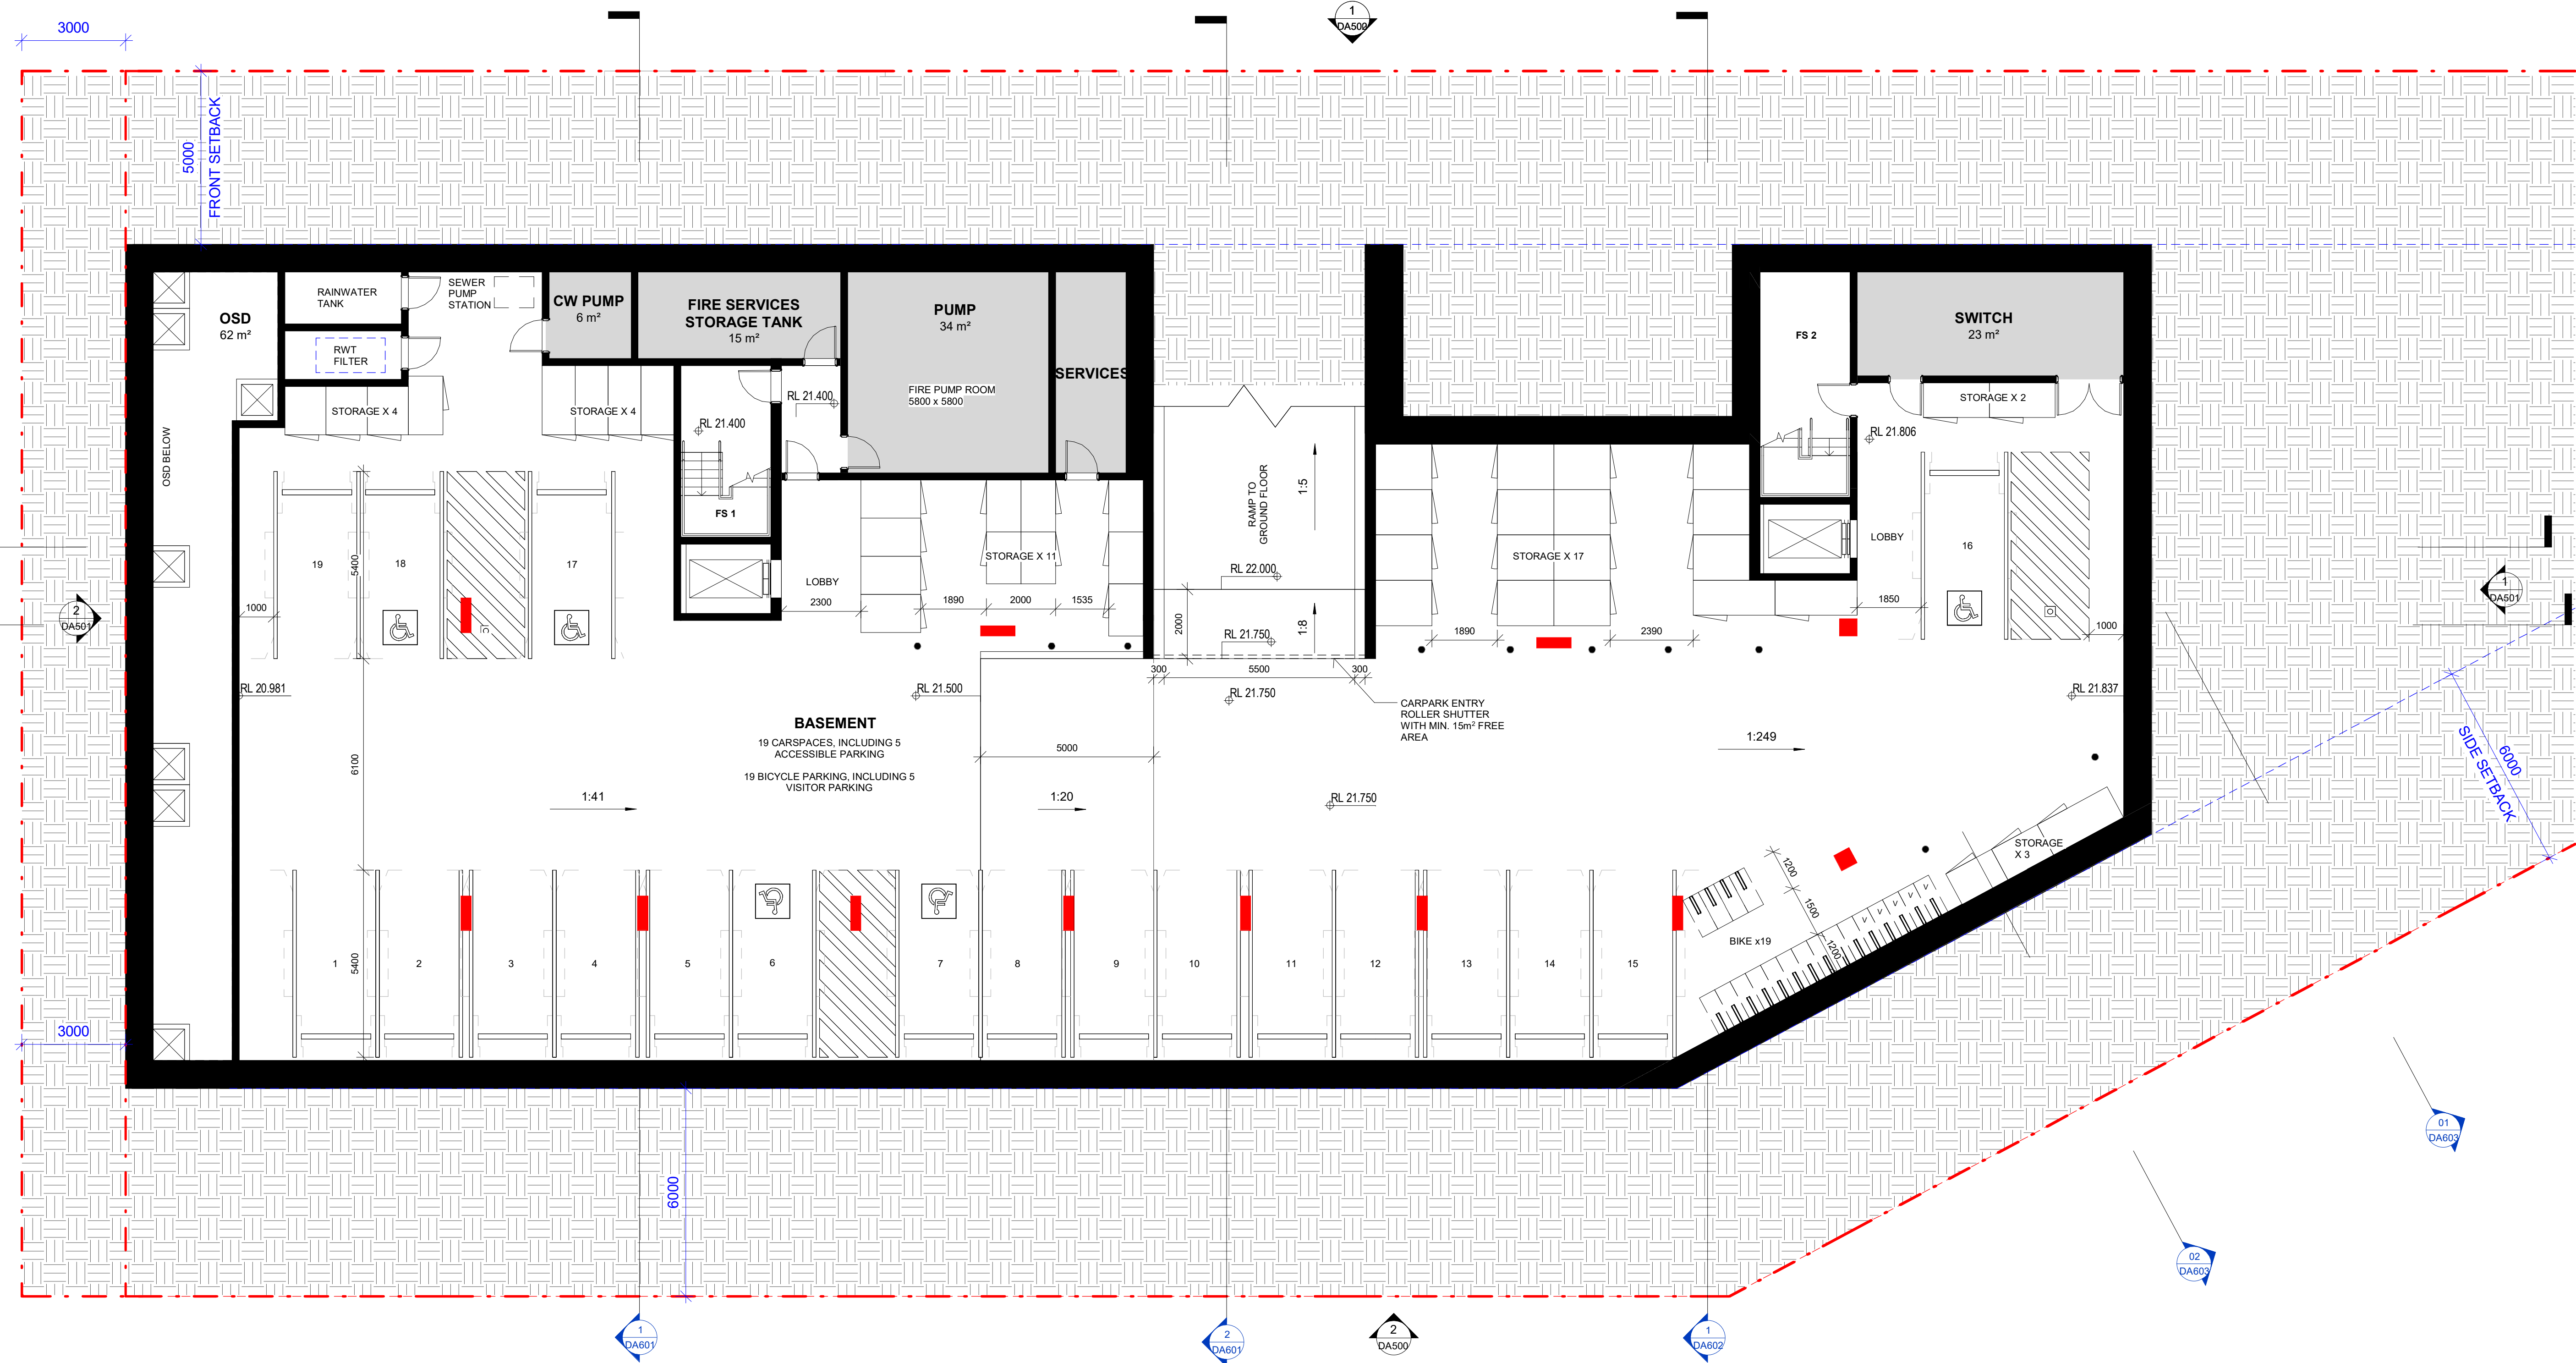 3000
1
DA500
5000
FRONT SETBACK
OSD
62 m²
RAINWATER
TANK
RWT
FILTER
SEWER
PUMP
STATION
CW PUMP
6 m²
FIRE SERVICES
STORAGE TANK
15 m²
PUMP
34 m²
FIRE PUMP ROOM
5800 x 5800
SERVICES
FS 2
SWITCH
23 m²
STORAGE X 4
STORAGE X 4
RL 21.400
RL 21.400
STORAGE X 2
RL 21.806
OSD BELOW
FS 1
RAMP TO
GROUND FLOOR
1:5
STORAGE X 11
STORAGE X 17
LOBBY
LOBBY
19
18
17
16
5400
RL 22.000
2
DA501
1
DA501
1000
2300
1890
2000
1535
2000
1:8
RL 21.750
1890
2390
1850
1000
300
5500
300
RL 20.981
RL 21.500
RL 21.750
RL 21.837
CARPARK ENTRY
ROLLER SHUTTER
WITH MIN. 15m² FREE
AREA
BASEMENT
19 CARSPACES, INCLUDING 5
ACCESSIBLE PARKING
19 BICYCLE PARKING, INCLUDING 5
VISITOR PARKING
5000
1:249
6100
1:41
1:20
RL 21.750
6000
SIDE SETBACK
STORAGE
X 3
1200
1500
1200
BIKE x19
V V V V V
1
2
3
4
5
6
7
8
9
10
11
12
13
14
15
5400
3000
6000
01
DA603
02
DA603
1
DA601
2
DA601
2
DA500
1
DA602